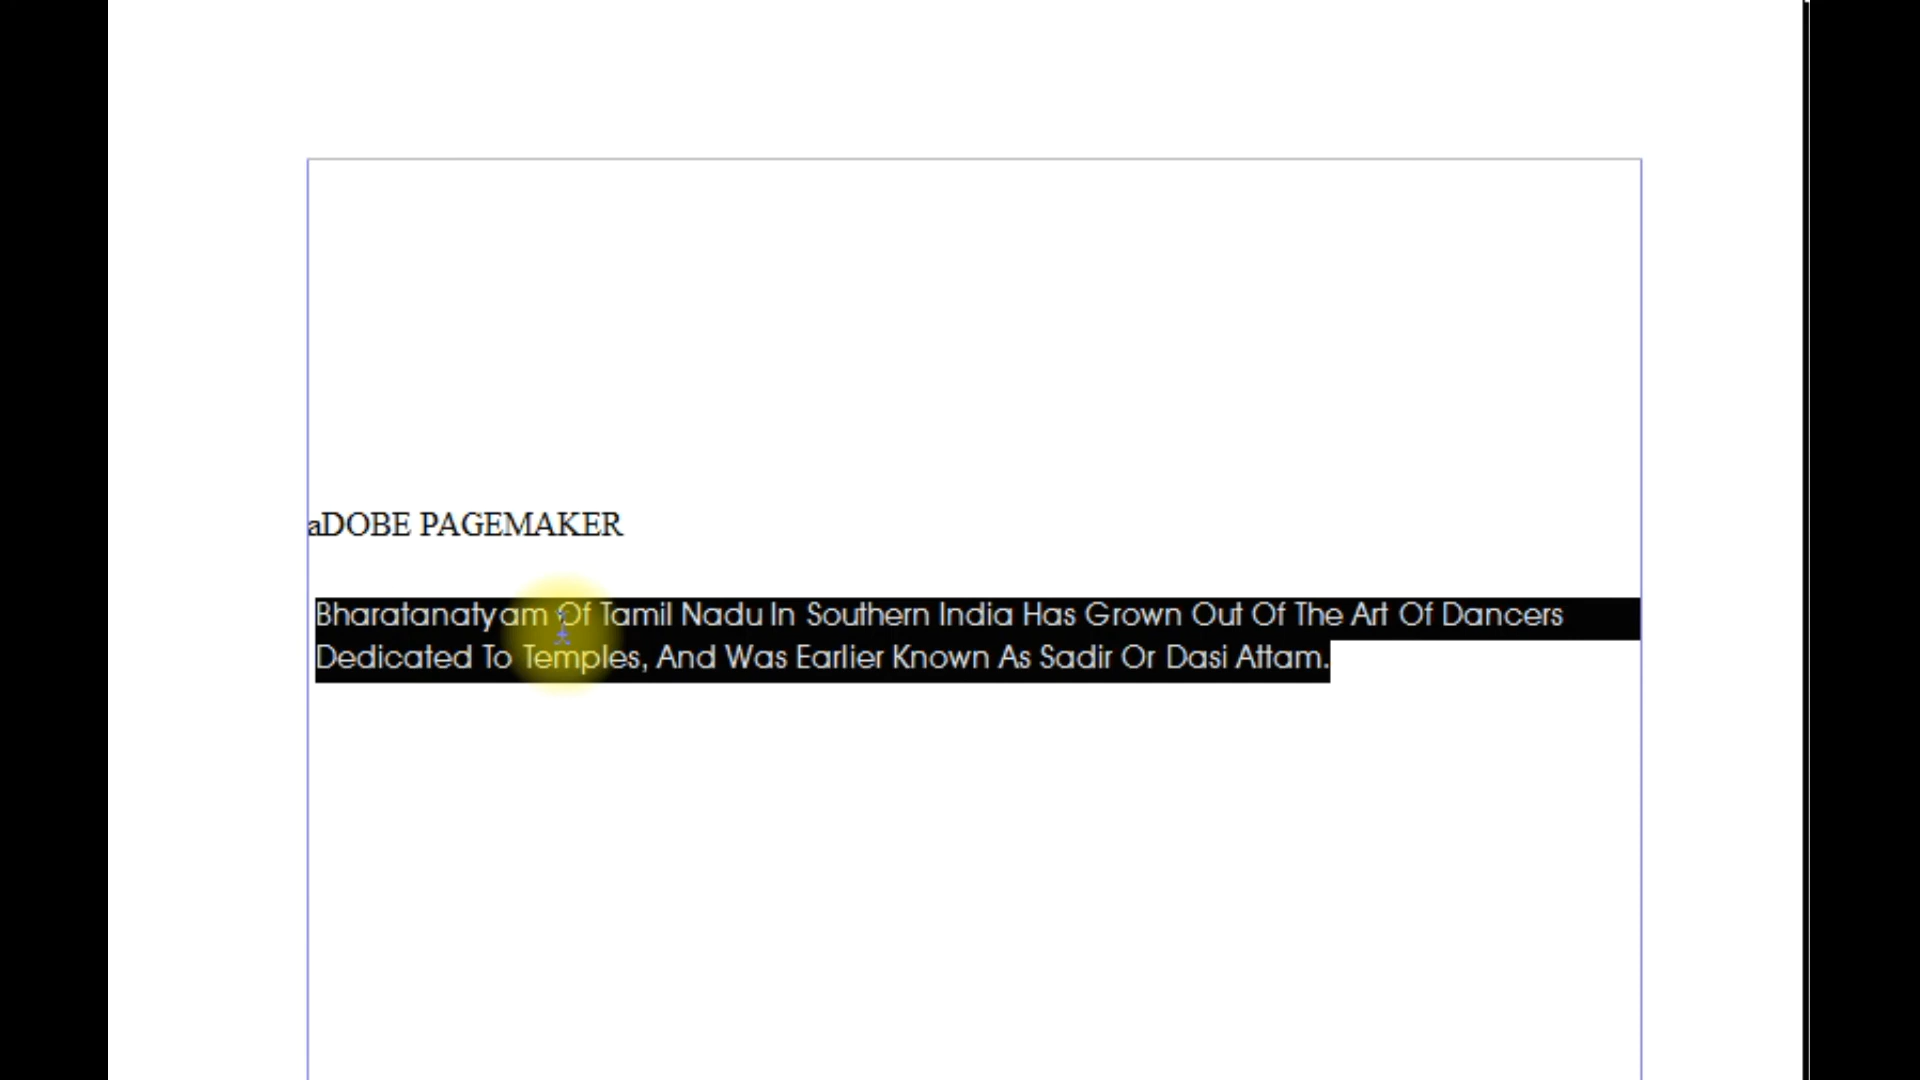 aDOBE PAGEMAKER
Bharatanatyam Of Tamil Nadu In Southern India Has Grown Out Of The Art Of Dancers
Dedicated To Temples, And Was Earlier Known As Sadir Or Dasi Attam.